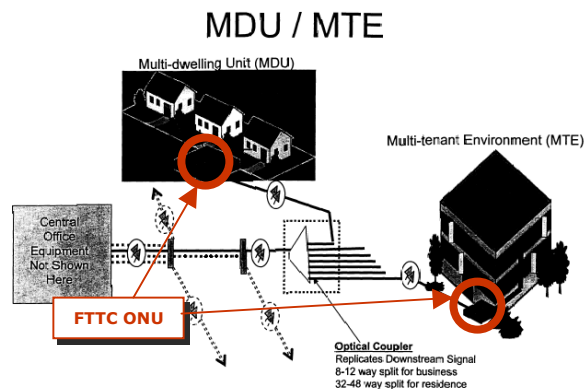 MDU / MTE
Multi-dwelling Unit (MDU)
Multi-tenant Environment (MTE)
Central
Office
Equipment
Not Shown
Here
FTTC ONU
Optical Coupler
Replicates Downstream Signal
8-12 way split for business
32-48 way split for residence